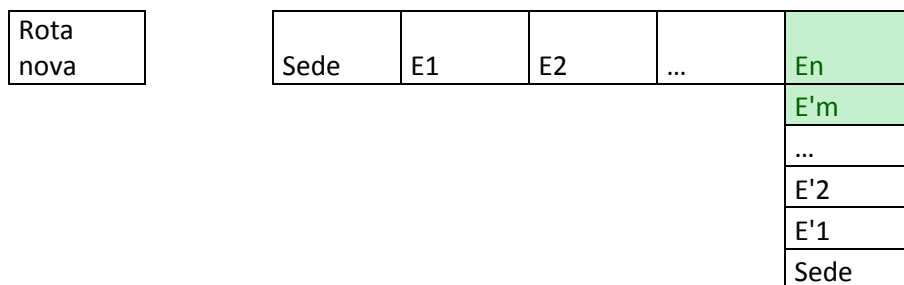 Rota
nova
Sede E1 E2 ... En
E'm
...
E'2
E'1
Sede